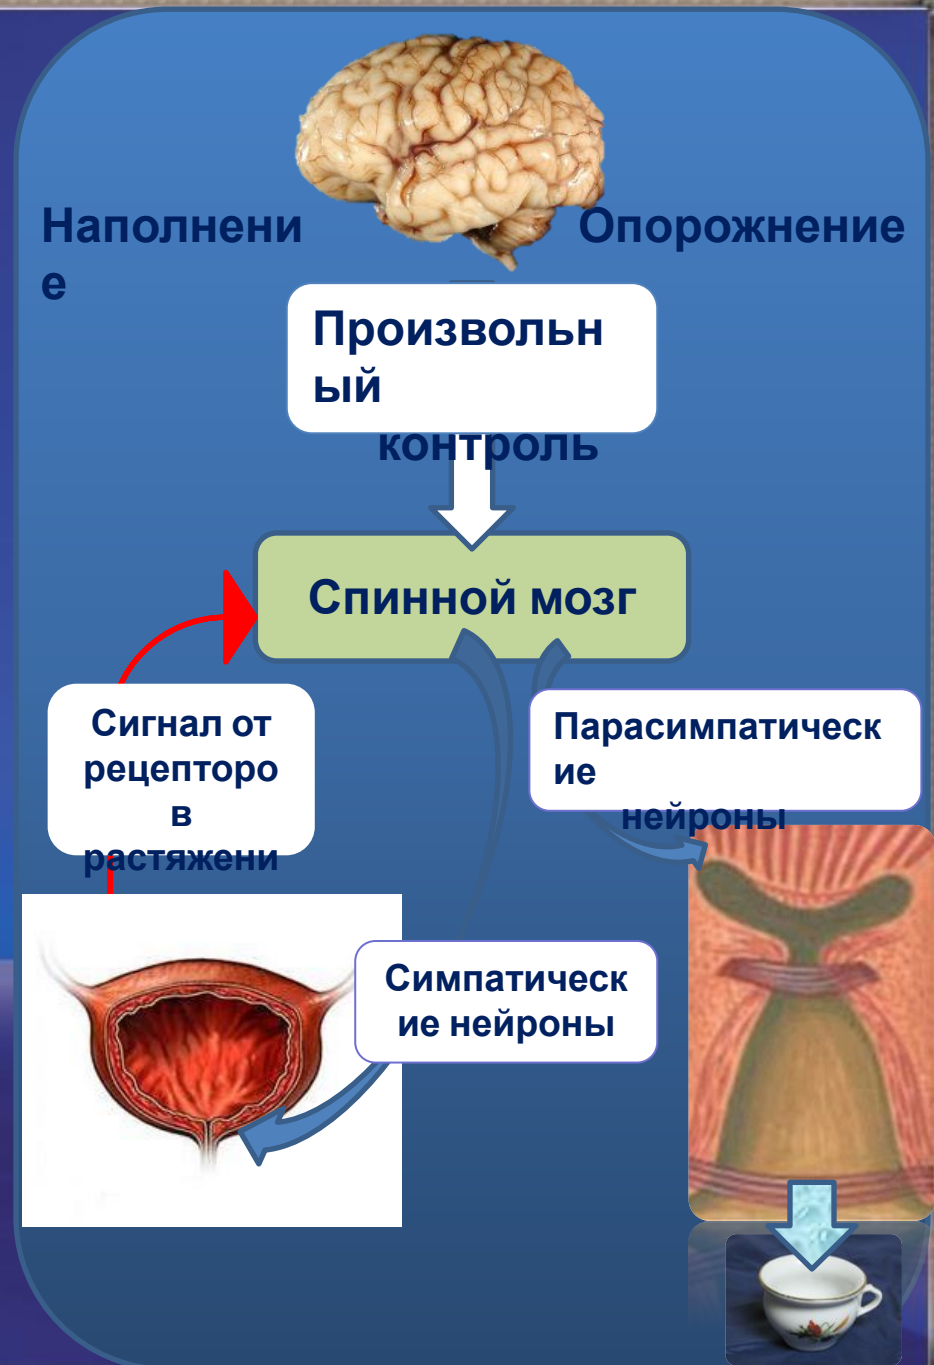 Наполнени
е
Опорожнение
Произвольн
ый
контроль
Спинной мозг
Сигнал от
рецепторо
в
растяжени
Парасимпатическ
ие
нейроны
Симпатическ
ие нейроны